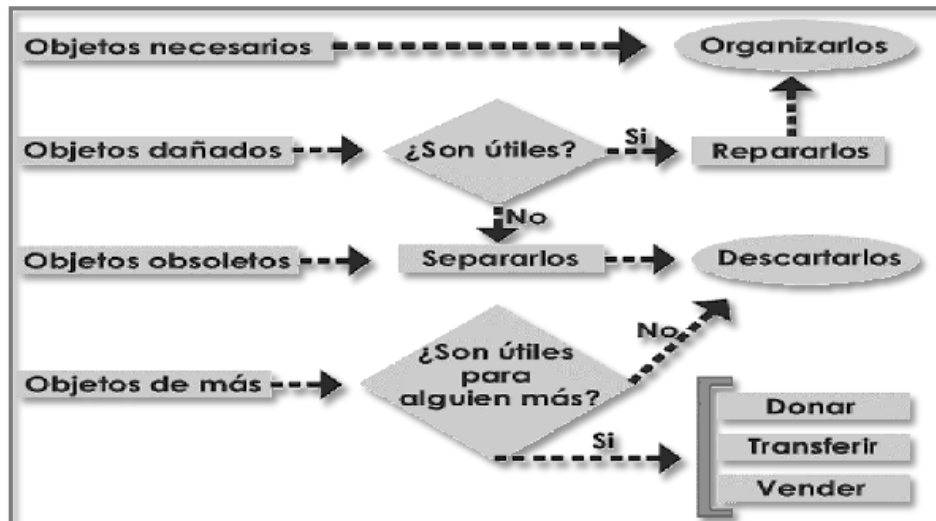 Objetos necesarios
Organizarlos
Objetos dañados
¿Son útiles?
Si
Repararlos
No
Objetos obsoletos
Separarlos
Descartarlos
Objetos de más
¿Son útiles
para
alguien más?
No
Si
Donar
Transferir
Vender